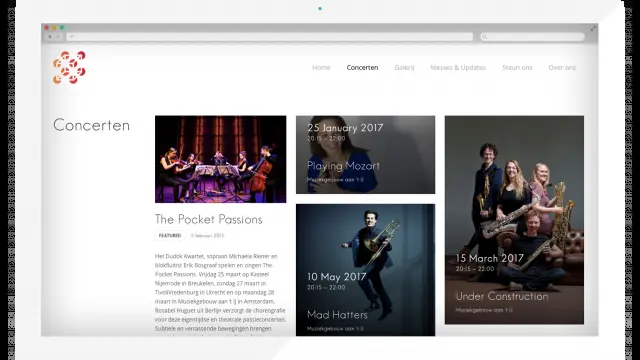 Home Concerten Galerij Nieuws & Updates Steun ons Over ons
Concerten
The Pocket Passions
FEATURED 11 februari 2015
Het Dudok Kwartet, sopraan Michaela Riener en
blokfluitist Erik Bosgraaf spelen en zingen The
Pocket Passions. Vrijdag 25 maart op Kasteel
Nijenrode in Breukelen, zondag 27 maart in
TivoliVredenburg in Utrecht en op maandag 28
maart in Muziekgebouw aan 't IJ in Amsterdam.
Rosabel Huguet uit Berlijn verzorgt de choreografie
voor deze eigentijdse en theatrale passieconcerten.
Subtiele en verrassende bewegingen brengen
25 January 2017
20:15 – 22:00
Playing Mozart
Muziekgebouw aan 't IJ
10 May 2017
20:15 – 22:00
Mad Hatters
Muziekgebouw aan 't IJ
15 March 2017
20:15 – 22:00
Under Construction
Muziekgebouw aan 't IJ